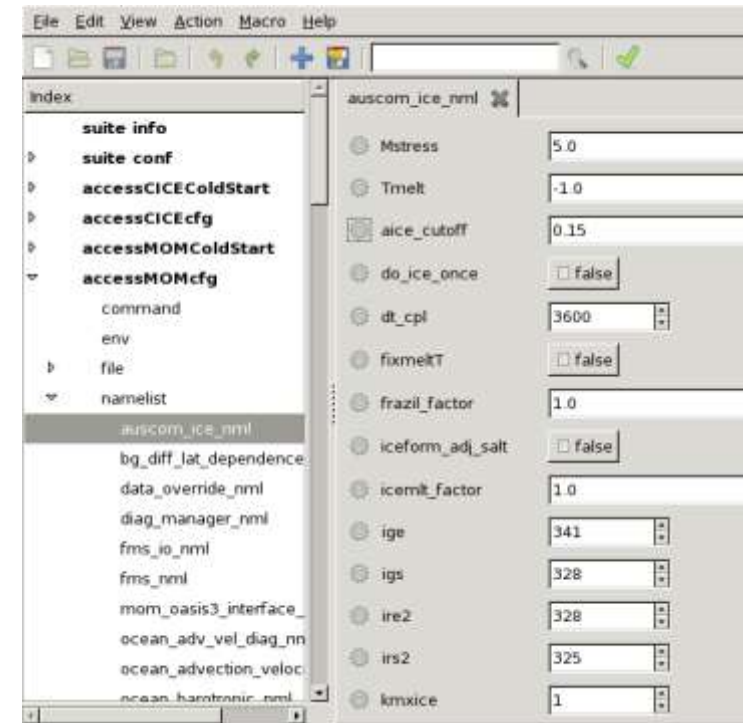 File Edit View Action Macro Help
Index
suite info
suite conf
accessCICEColdStart
accessCICEcfg
accessMOMColdStart
accessMOMcfg
command
env
file
namelist
auscom_ice_nml
bg_diff_lat_dependence
data_override_nml
diag_manager_nml
fms_io_nml
fms_nml
mom_oasis3_interface_
ocean_adv_vel_diag_nn
ocean_advection_veloc
ocean_barotropic_nml
auscom_ice_nml
Mstress 5.0
Tmelt -1.0
aice_cutoff 0.15
do_ice_once false
dt_cpl 3600
fixmeltT false
frazil_factor 1.0
iceform_adj_salt false
icemlt_factor 1.0
ige 341
igs 328
ire2 328
irs2 325
kmxice 1